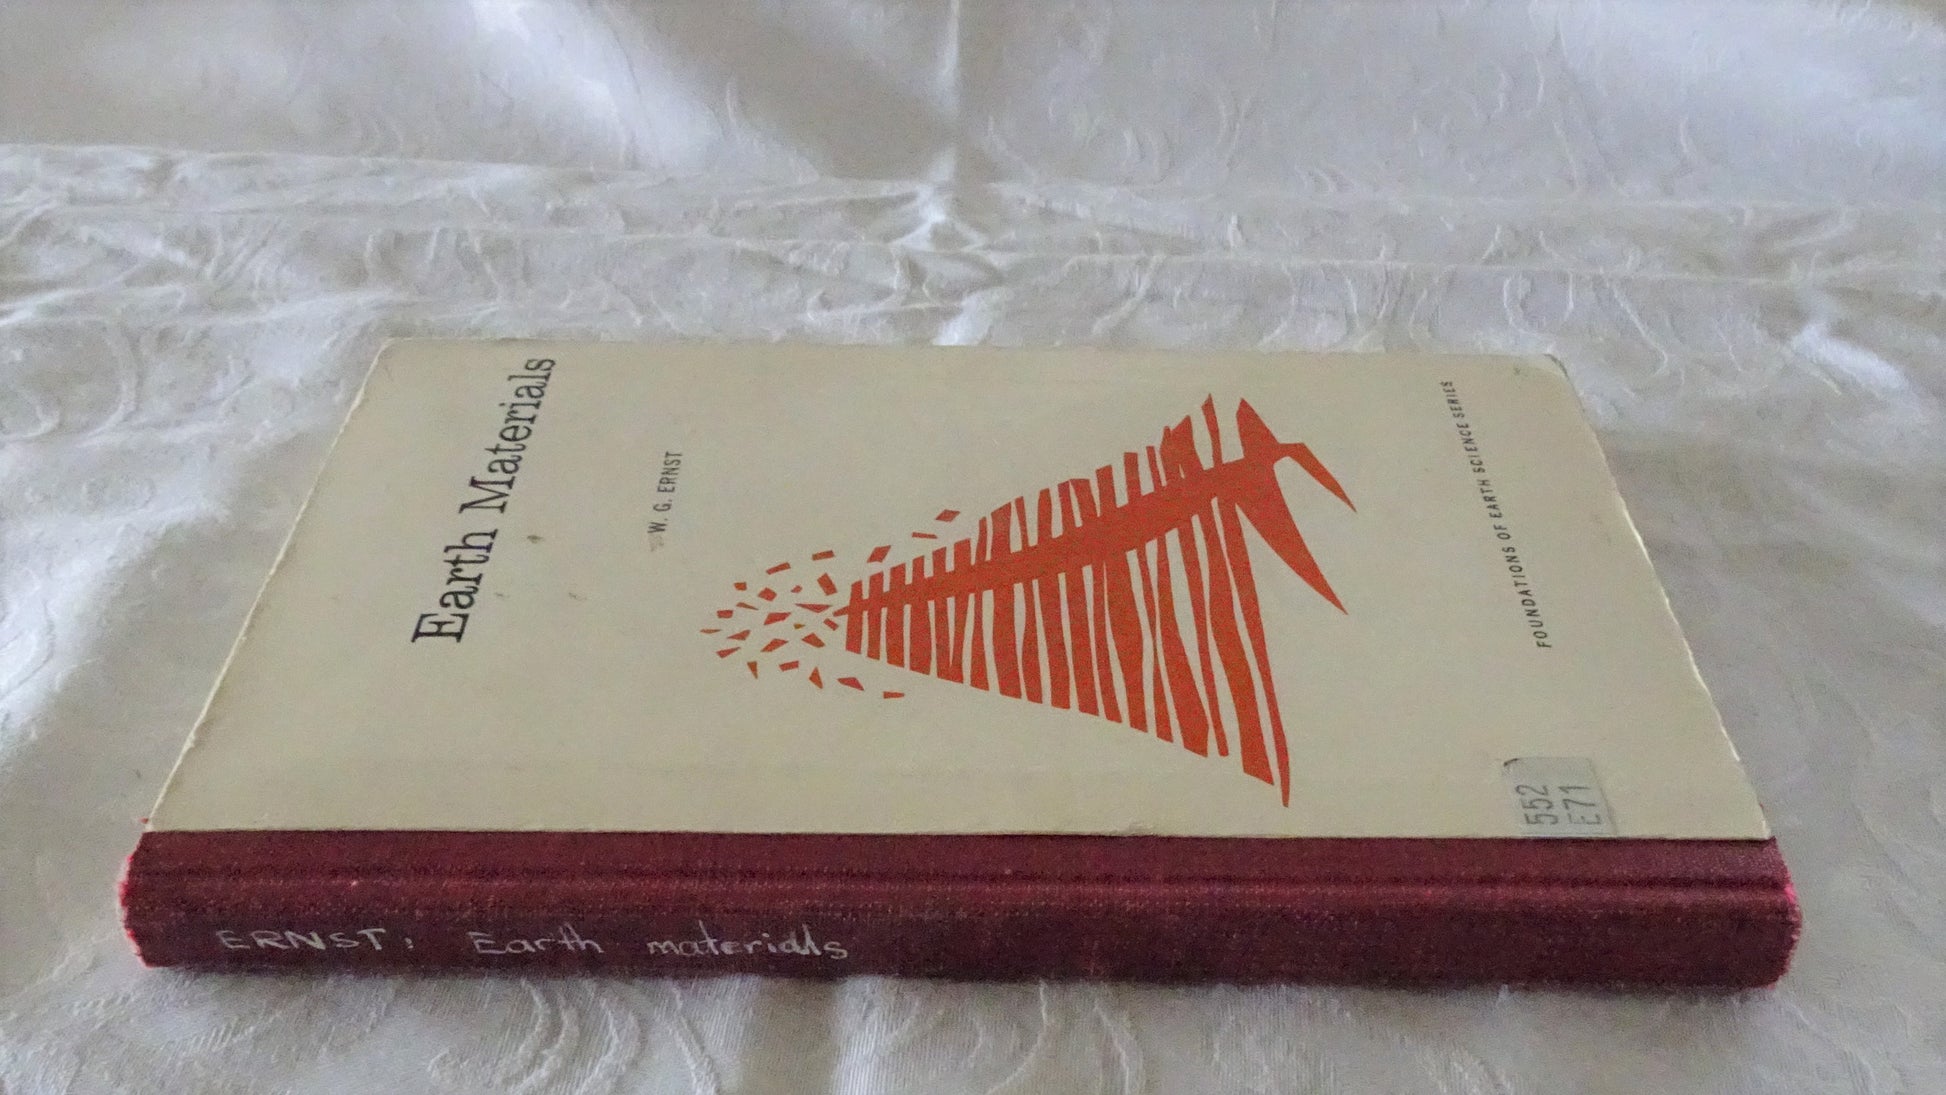 Earth Materials
W. G. ERNST
FOUNDATIONS OF EARTH SCIENCE SERIES
552
E71
ERNST: Earth materials